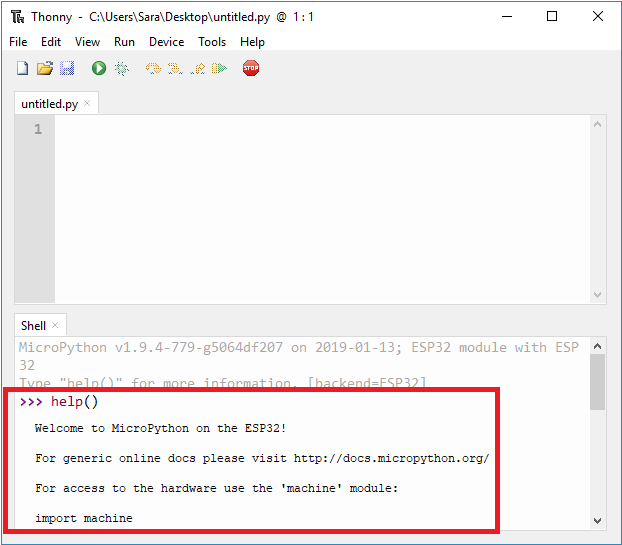 Thonny - C:\Users\Sara\Desktop\untitled.py @ 1 : 1
File Edit View Run Device Tools Help
STOP
untitled.py ×
1
Shell ×
MicroPython v1.9.4-779-g5064df207 on 2019-01-13; ESP32 module with ESP
32
Type "help()" for more information. [backend=ESP32]
>>> help()
Welcome to MicroPython on the ESP32!
For generic online docs please visit http://docs.micropython.org/
For access to the hardware use the 'machine' module:
import machine